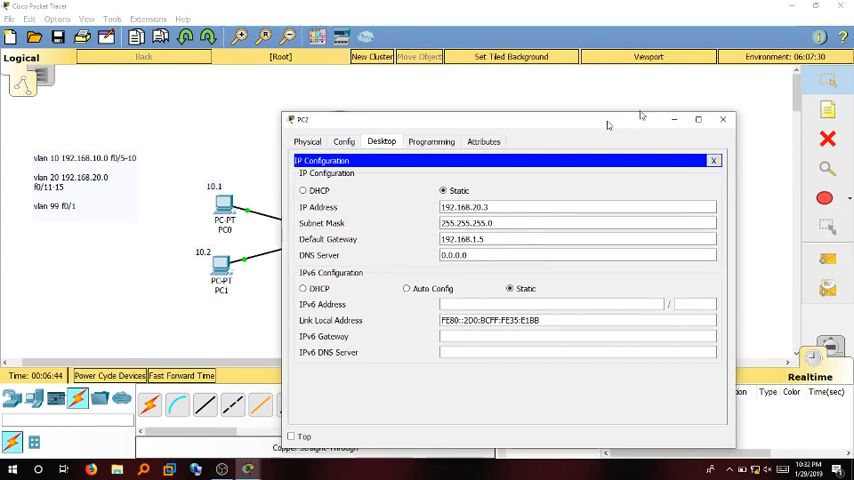 Cisco Packet Tracer
File Edit Options View Tools Extensions Help
Logical Back [Root] New Cluster Move Object Set Tiled Background Viewport Environment: 06:07:30
PC2
Physical Config Desktop Programming Attributes
IP Configuration X
IP Configuration
DHCP Static
IP Address 192.168.20.3
Subnet Mask 255.255.255.0
Default Gateway 192.168.1.5
DNS Server 0.0.0.0
IPv6 Configuration
DHCP Auto Config Static
IPv6 Address /
Link Local Address FE80::2D0:BCFF:FE35:E1BB
IPv6 Gateway
IPv6 DNS Server
Top
vlan 10 192.168.10.0 f0/5-10
vlan 20 192.168.20.0
f0/11-15
vlan 99 f0/1
10.1
PC-PT
PC0
10.2
PC-PT
PC1
Time: 06:06:44 Power Cycle Devices Fast Forward Time Realtime
Type Color Time(sec)
Copper Straight-Through
10:32 PM
1/29/2019